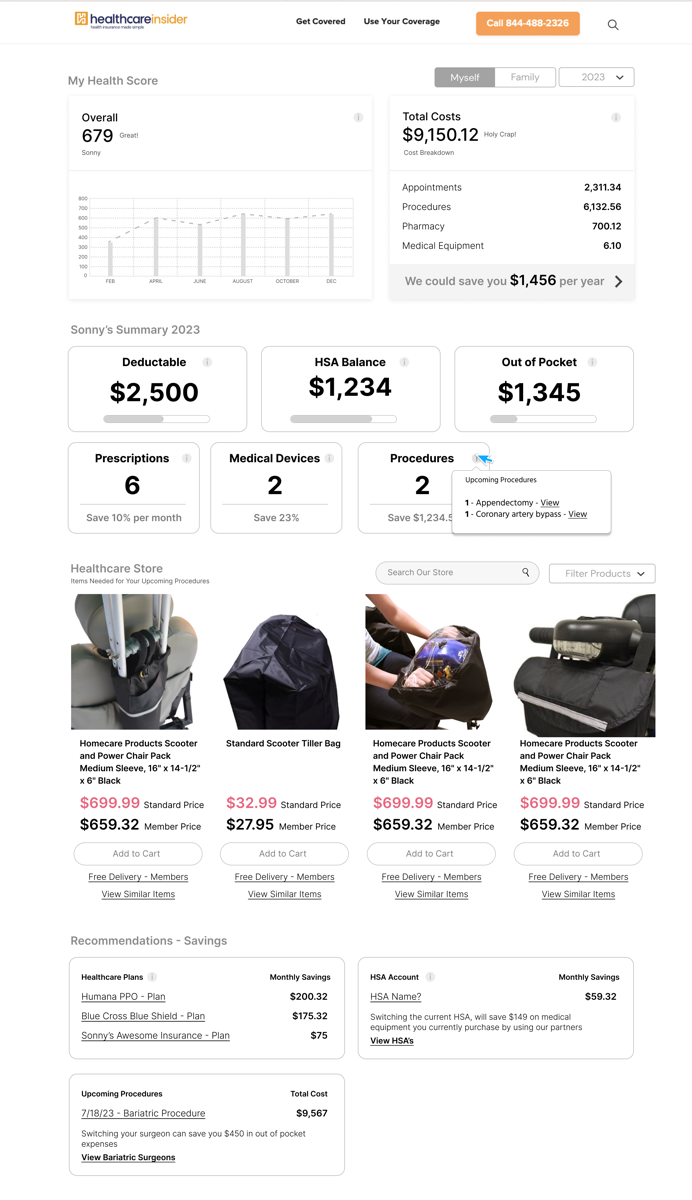 healthcareinsider
health insurance made simple
Get Covered
Use Your Coverage
Call 844-488-2326
My Health Score
Myself
Family
2023
Overall
679 Great!
Sonny
800
700
600
500
400
300
200
100
0
FEB APRIL JUNE AUGUST OCTOBER DEC
Total Costs
$9,150.12 Holy Crap!
Cost Breakdown
Appointments 2,311.34
Procedures 6,132.56
Pharmacy 700.12
Medical Equipment 6.10
We could save you $1,456 per year
Sonny's Summary 2023
Deductable
$2,500
HSA Balance
$1,234
Out of Pocket
$1,345
Prescriptions
6
Save 10% per month
Medical Devices
2
Save 23%
Procedures
2
Save $1,234.5
Upcoming Procedures
1 - Appendectomy - View
1 - Coronary artery bypass - View
Healthcare Store
Items Needed for Your Upcoming Procedures
Search Our Store
Filter Products
Homecare Products Scooter
and Power Chair Pack
Medium Sleeve, 16" x 14-1/2"
x 6" Black
$699.99 Standard Price
$659.32 Member Price
Add to Cart
Free Delivery - Members
View Similar Items
Standard Scooter Tiller Bag
$32.99 Standard Price
$27.95 Member Price
Add to Cart
Free Delivery - Members
View Similar Items
Homecare Products Scooter
and Power Chair Pack
Medium Sleeve, 16" x 14-1/2"
x 6" Black
$699.99 Standard Price
$659.32 Member Price
Add to Cart
Free Delivery - Members
View Similar Items
Homecare Products Scooter
and Power Chair Pack
Medium Sleeve, 16" x 14-1/2"
x 6" Black
$699.99 Standard Price
$659.32 Member Price
Add to Cart
Free Delivery - Members
View Similar Items
Recommendations - Savings
Healthcare Plans Monthly Savings
Humana PPO - Plan $200.32
Blue Cross Blue Shield - Plan $175.32
Sonny's Awesome Insurance - Plan $75
HSA Account Monthly Savings
HSA Name? $59.32
Switching the current HSA, will save $149 on medical
equipment you currently purchase by using our partners
View HSA's
Upcoming Procedures Total Cost
7/18/23 - Bariatric Procedure $9,567
Switching your surgeon can save you $450 in out of pocket
expenses
View Bariatric Surgeons